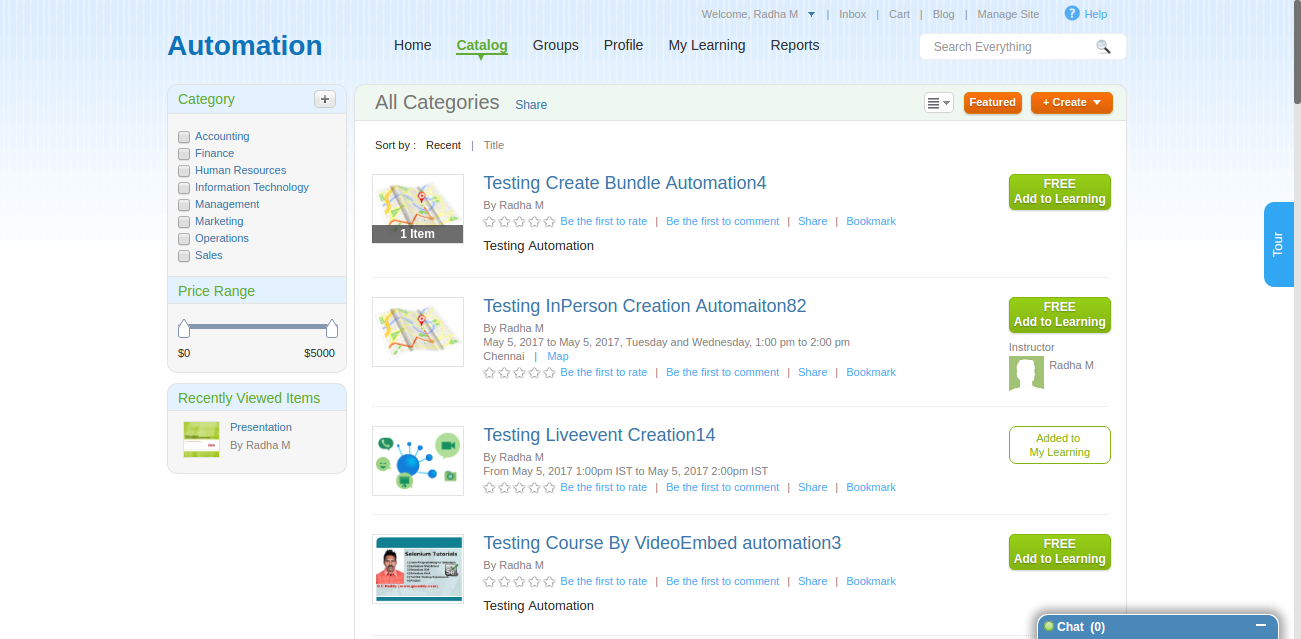 Welcome, Radha M | Inbox | Cart | Blog | Manage Site ? Help
Automation
Home Catalog Groups Profile My Learning Reports
Search Everything
Category +
Accounting
Finance
Human Resources
Information Technology
Management
Marketing
Operations
Sales
Price Range
$0 $5000
Recently Viewed Items
Presentation
By Radha M
All Categories Share
Featured
+ Create
Sort by : Recent | Title
1 Item
Testing Create Bundle Automation4
By Radha M
Be the first to rate | Be the first to comment | Share | Bookmark
Testing Automation
FREE
Add to Learning
Testing InPerson Creation Automaiton82
By Radha M
May 5, 2017 to May 5, 2017, Tuesday and Wednesday, 1:00 pm to 2:00 pm
Chennai | Map
Be the first to rate | Be the first to comment | Share | Bookmark
FREE
Add to Learning
Instructor
Radha M
Testing Liveevent Creation14
By Radha M
From May 5, 2017 1:00pm IST to May 5, 2017 2:00pm IST
Be the first to rate | Be the first to comment | Share | Bookmark
Added to
My Learning
Selenium Tutorials
Testing Course By VideoEmbed automation3
By Radha M
Be the first to rate | Be the first to comment | Share | Bookmark
Testing Automation
FREE
Add to Learning
Tour
Chat (0)